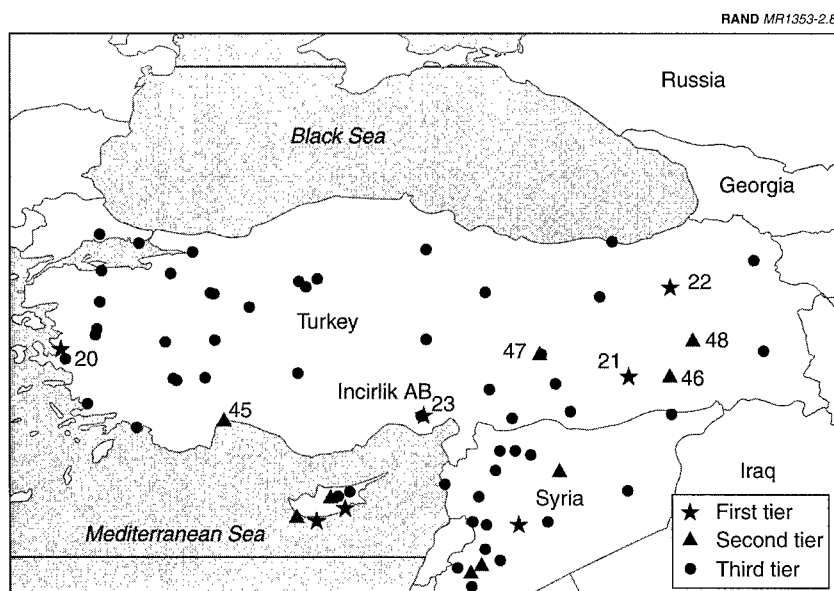 RAND MR1353-2.8
Russia
Black Sea
Georgia
22
Turkey
48
47
21
20
46
Incirlik AB
23
45
Iraq
Syria
First tier
Mediterranean Sea
Second tier
Third tier